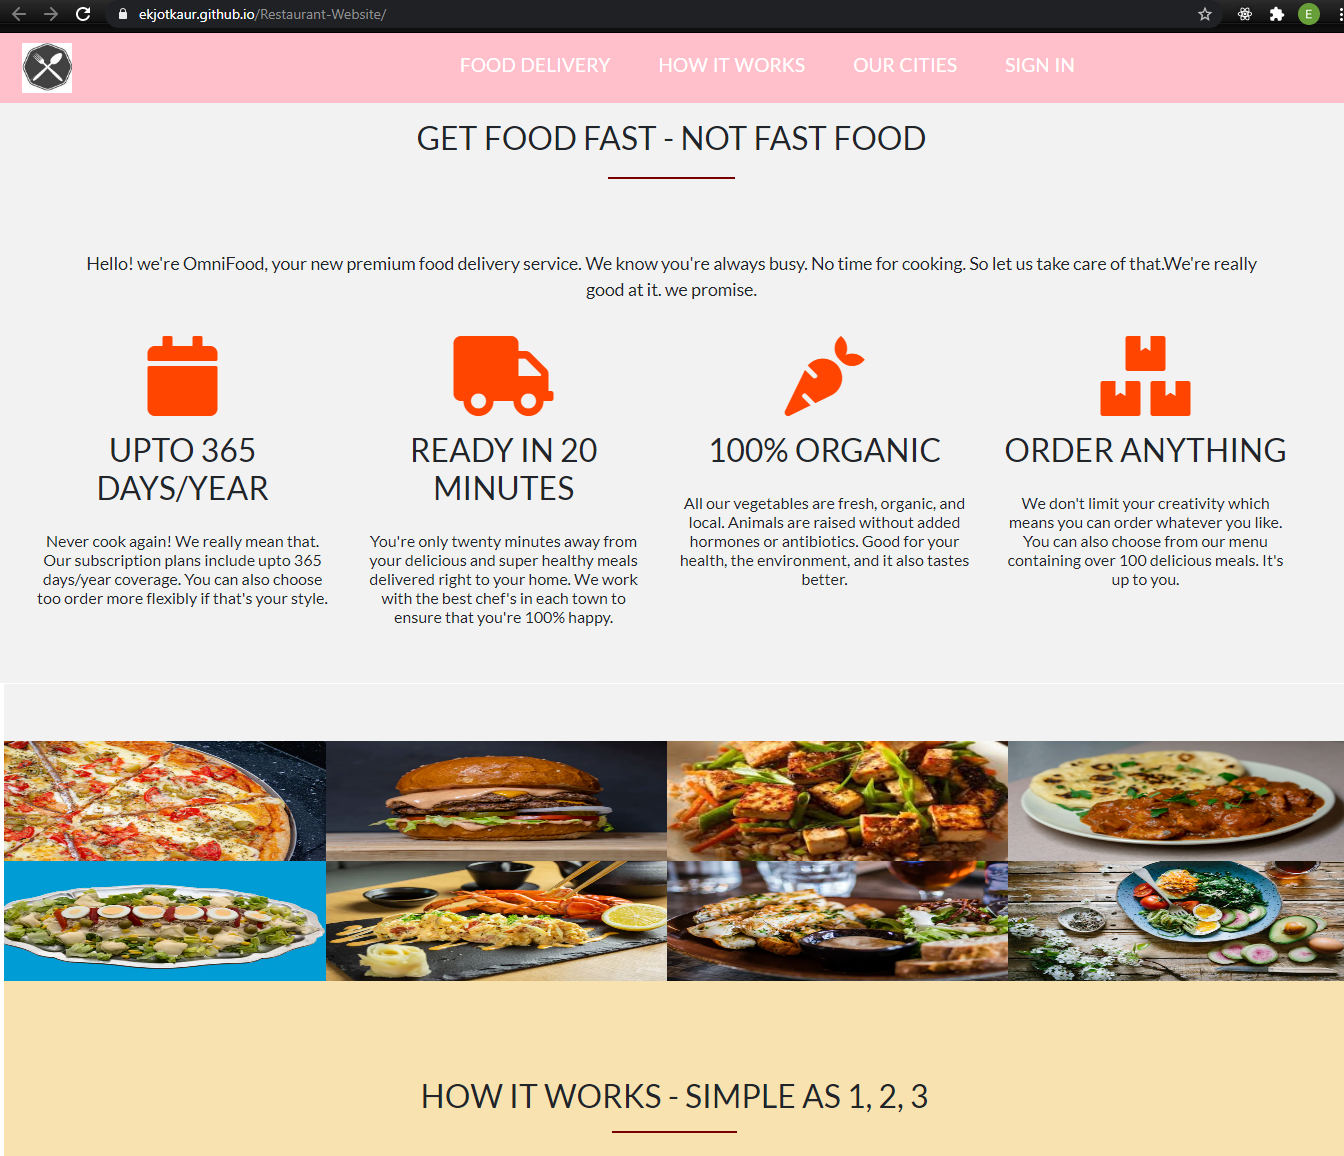 ekjotkaur.github.io/Restaurant-Website/
E
FOOD DELIVERY HOW IT WORKS OUR CITIES SIGN IN
GET FOOD FAST - NOT FAST FOOD
Hello! we're OmniFood, your new premium food delivery service. We know you're always busy. No time for cooking. So let us take care of that.We're really
good at it. we promise.
UPTO 365
DAYS/YEAR
Never cook again! We really mean that.
Our subscription plans include upto 365
days/year coverage. You can also choose
too order more flexibly if that's your style.
READY IN 20
MINUTES
You're only twenty minutes away from
your delicious and super healthy meals
delivered right to your home. We work
with the best chef's in each town to
ensure that you're 100% happy.
100% ORGANIC
All our vegetables are fresh, organic, and
local. Animals are raised without added
hormones or antibiotics. Good for your
health, the environment, and it also tastes
better.
ORDER ANYTHING
We don't limit your creativity which
means you can order whatever you like.
You can also choose from our menu
containing over 100 delicious meals. It's
up to you.
HOW IT WORKS - SIMPLE AS 1, 2, 3